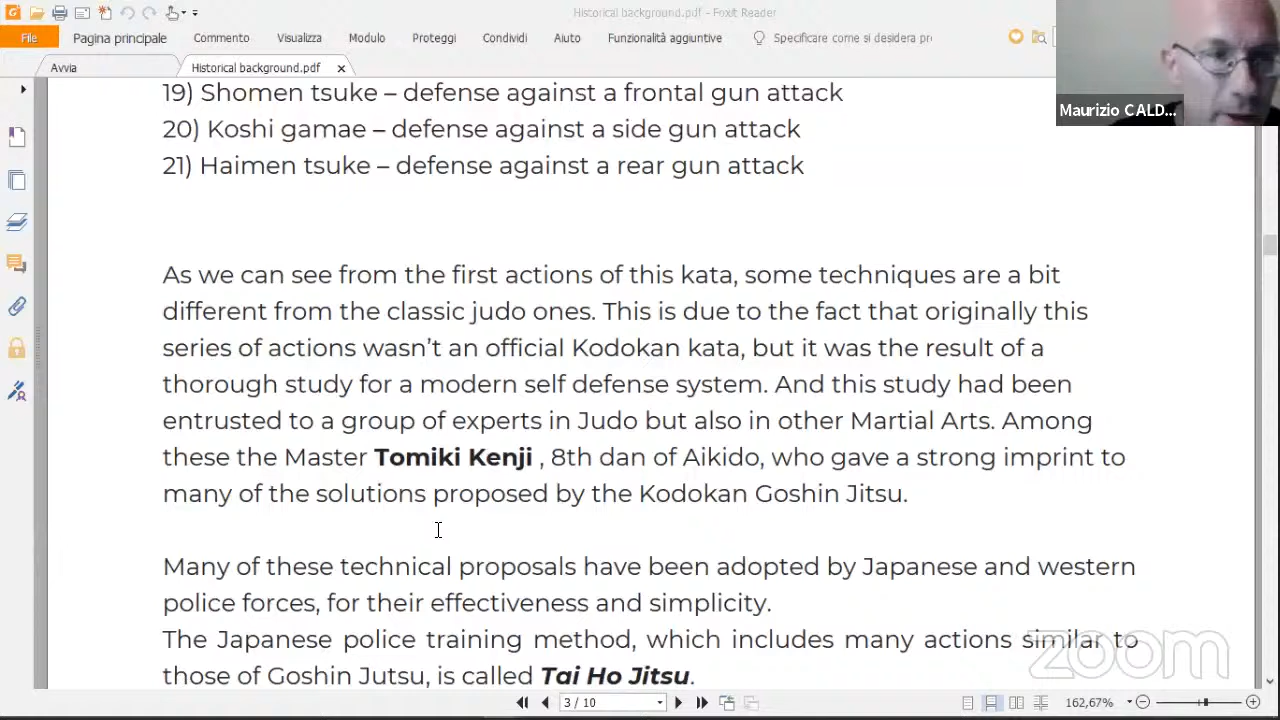 Historical background.pdf - Foxit Reader
File Pagina principale Commento Visualizza Modulo Proteggi Condividi Aiuto Funzionalità aggiuntive Specificare come si desidera pr
Avvia Historical background.pdf
Maurizio CALD...
19) Shomen tsuke – defense against a frontal gun attack
20) Koshi gamae – defense against a side gun attack
21) Haimen tsuke – defense against a rear gun attack
As we can see from the first actions of this kata, some techniques are a bit
different from the classic judo ones. This is due to the fact that originally this
series of actions wasn't an official Kodokan kata, but it was the result of a
thorough study for a modern self defense system. And this study had been
entrusted to a group of experts in Judo but also in other Martial Arts. Among
these the Master Tomiki Kenji , 8th dan of Aikido, who gave a strong imprint to
many of the solutions proposed by the Kodokan Goshin Jitsu.
Many of these technical proposals have been adopted by Japanese and western
police forces, for their effectiveness and simplicity.
The Japanese police training method, which includes many actions similar to
those of Goshin Jutsu, is called Tai Ho Jitsu.
zoom
3 / 10 162,67%